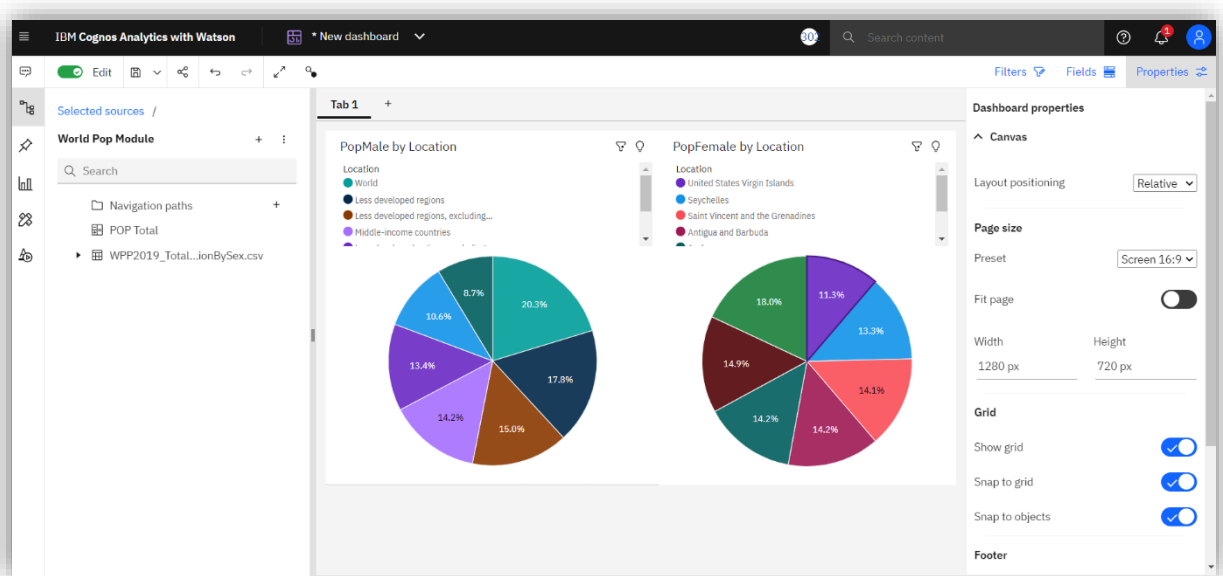 IBM Cognos Analytics with Watson
* New dashboard
Search content
1
Edit
Filters
Fields
Properties
Selected sources /
World Pop Module
Search
Navigation paths
POP Total
WPP2019_Total...ionBySex.csv
Tab 1
PopMale by Location
Location
World
Less developed regions
Less developed regions, excluding...
Middle-income countries
8.7%
20.3%
10.6%
13.4%
17.8%
14.2%
15.0%
PopFemale by Location
Location
United States Virgin Islands
Seychelles
Saint Vincent and the Grenadines
Antigua and Barbuda
18.0%
11.3%
13.3%
14.9%
14.1%
14.2%
14.2%
Dashboard properties
Canvas
Layout positioning
Relative
Page size
Preset
Screen 16:9
Fit page
Width
Height
1280 px
720 px
Grid
Show grid
Snap to grid
Snap to objects
Footer